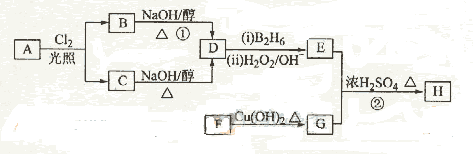 A Cl₂ 光照 B NaOH/醇 △ ① D (i)B₂H₆ (ii)H₂O₂/OH⁻ E
C NaOH/醇 △
浓H₂SO₄ △ ② H
F Cu(OH)₂ △ G